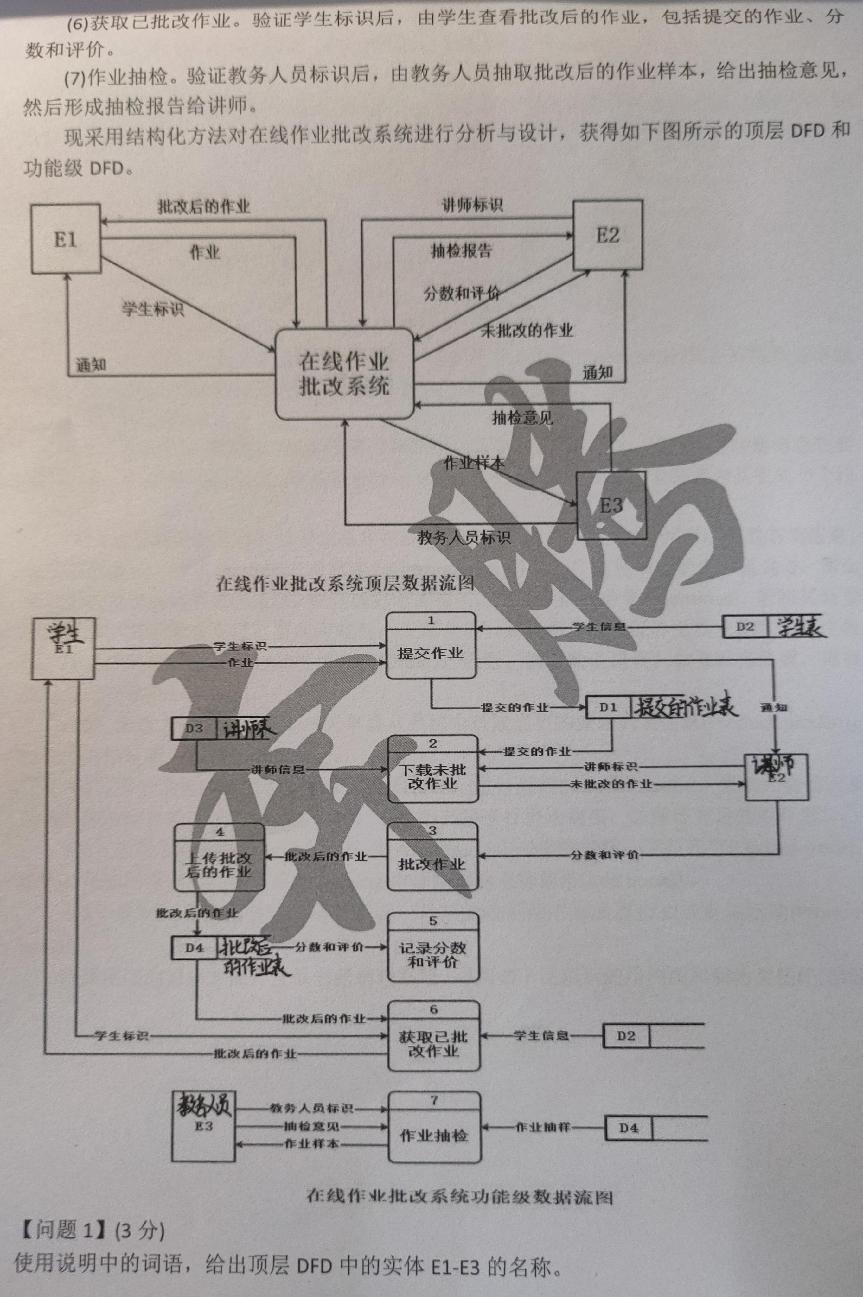 (6)获取已批改作业。验证学生标识后，由学生查看批改后的作业，包括提交的作业、分
数和评价。
(7)作业抽检。验证教务人员标识后，由教务人员抽取批改后的作业样本，给出抽检意见，
然后形成抽检报告给讲师。
现采用结构化方法对在线作业批改系统进行分析与设计，获得如下图所示的顶层 DFD 和
功能级 DFD。
批改后的作业
讲师标识
E1
E2
作业
抽检报告
分数和评价
学生标识
未批改的作业
在线作业
批改系统
通知
通知
抽检意见
作业样本
E3
教务人员标识
在线作业批改系统顶层数据流图
学生
E1
学生标识
作业
1
提交作业
学生信息
D2 学生表
提交的作业
D1 提交的作业表
通知
D3 讲师表
讲师信息
2
下载未批
改作业
提交的作业
讲师标识
未批改的作业
讲师
E2
4
上传批改
后的作业
批改后的作业
3
批改作业
分数和评价
批改后的作业
D4 批改后
的作业表
分数和评价
5
记录分数
和评价
批改后的作业
6
获取已批
改作业
学生标识
批改后的作业
学生信息
D2
教务人员
E3
教务人员标识
抽检意见
作业样本
7
作业抽检
作业抽样
D4
在线作业批改系统功能级数据流图
【问题 1】(3 分)
使用说明中的词语，给出顶层 DFD 中的实体 E1-E3 的名称。